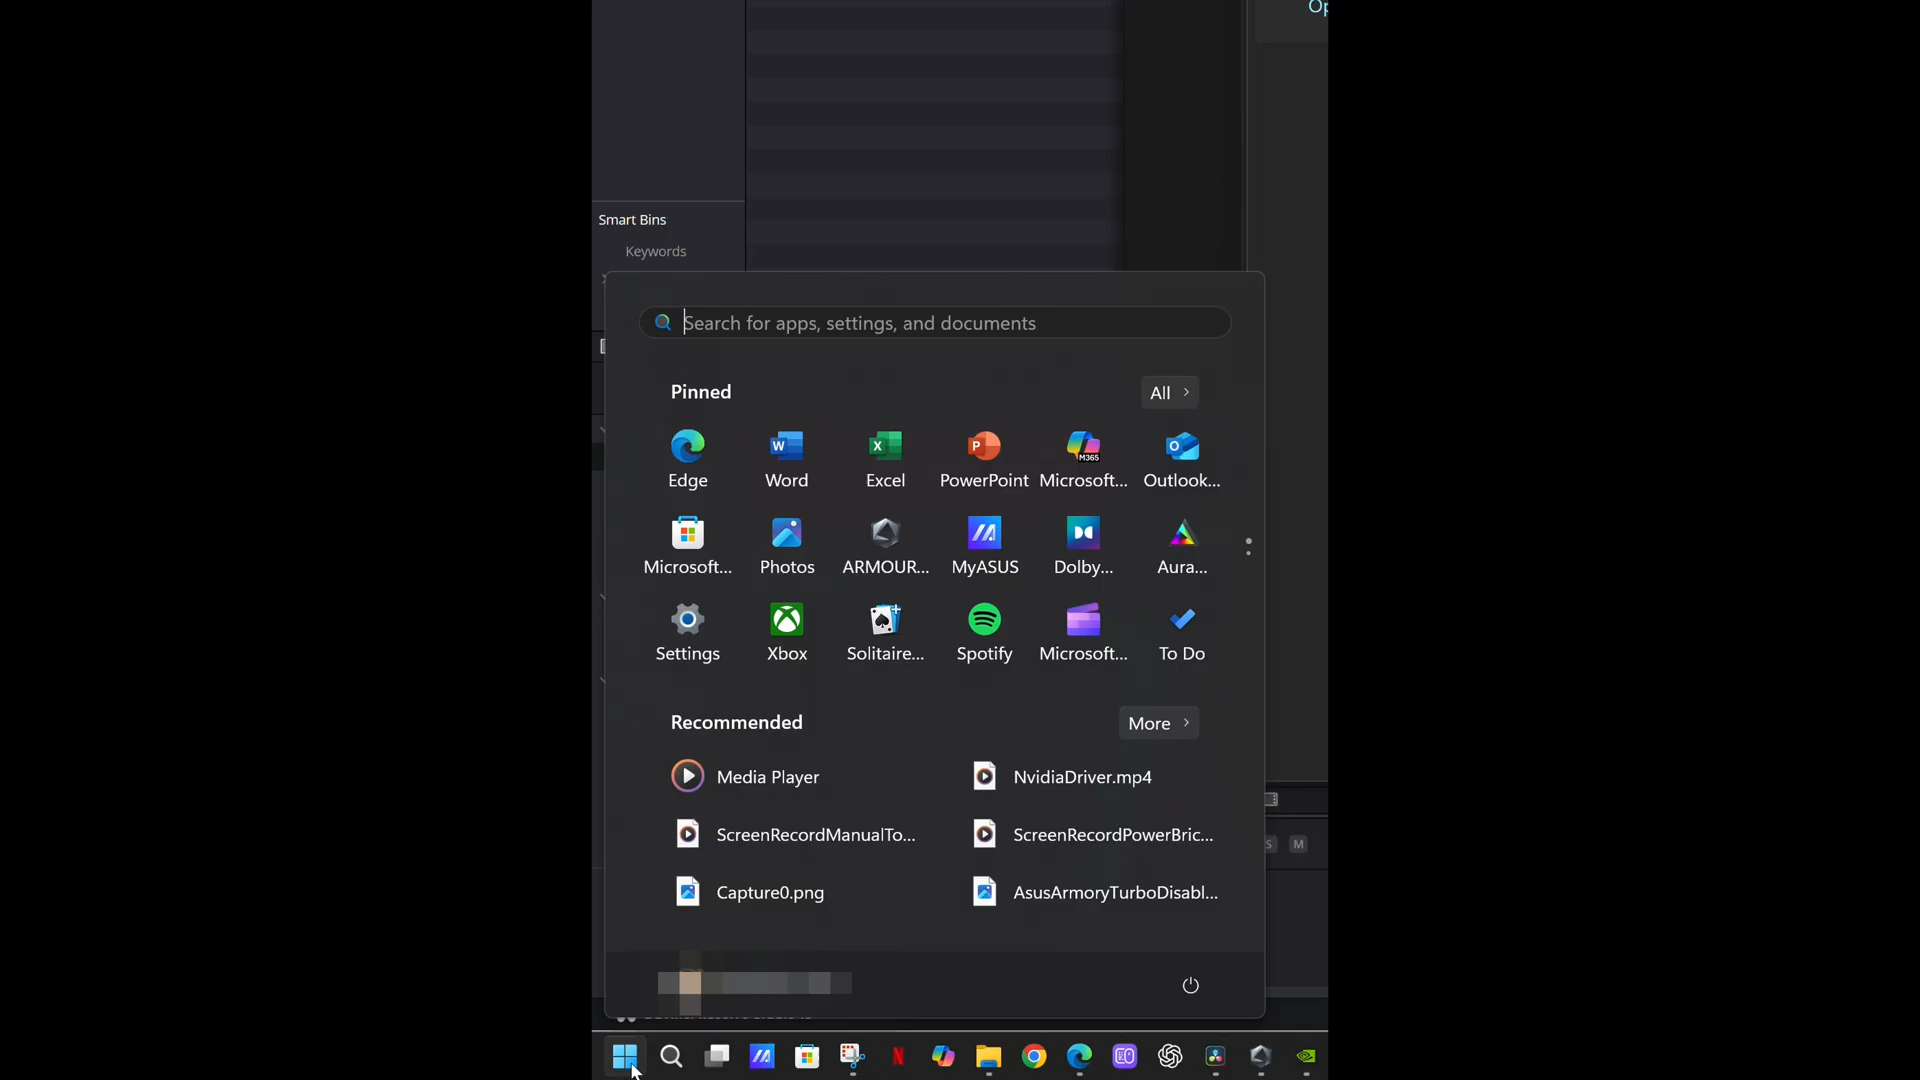 Op
Smart Bins
Keywords
Search for apps, settings, and documents
Pinned
All
Edge
Word
Excel
PowerPoint
Microsoft...
Outlook...
Microsoft...
Photos
ARMOUR...
MyASUS
Dolby...
Aura...
Settings
Xbox
Solitaire...
Spotify
Microsoft...
To Do
Recommended
More
Media Player
NvidiaDriver.mp4
ScreenRecordManualTo...
ScreenRecordPowerBric...
S M
Capture0.png
AsusArmoryTurboDisabl...